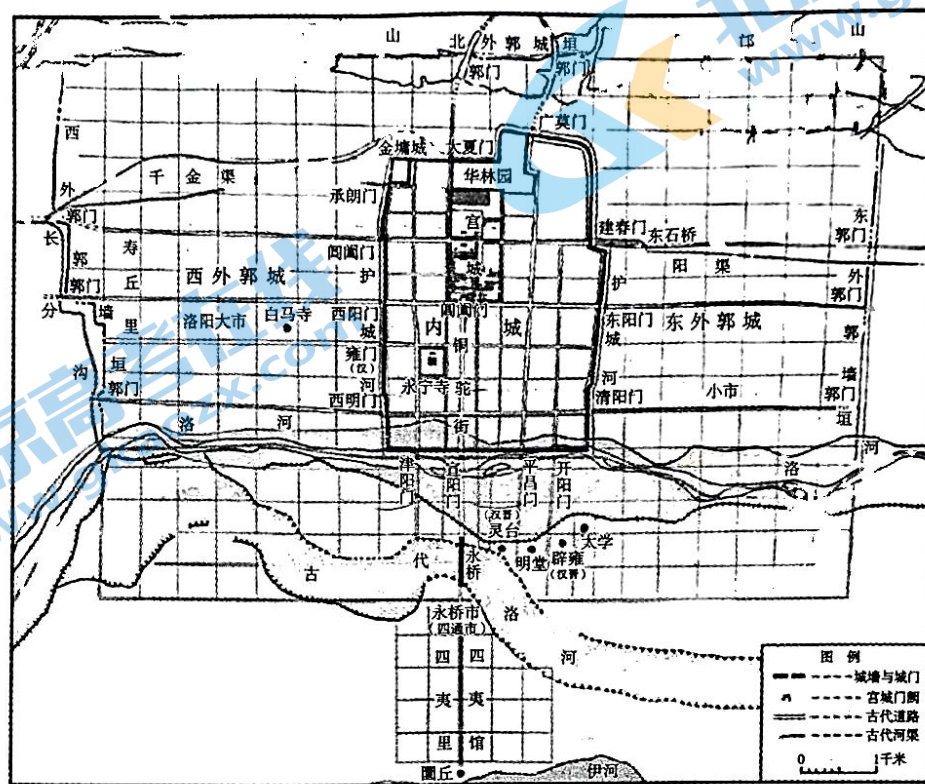 山 北外郭城垣 邙 山
郭门 郭门
广莫门
金墉城 大夏门
西外郭墙垣
千金渠
华林园
承朗门
宫城
建春门 东石桥
东郭门
郭门
长分沟
寿丘里
阊阖门
护城河
阳渠
西外郭城
郭门
郭门
东外郭墙垣
洛阳大市 白马寺 西阳门
阊阖门
内城
东阳门 东外郭城
护城河
雍门
(汉)
铜驼街
永宁寺
郭门
西明门
清阳门 小市 郭门
洛河
洛河
津阳门 宣阳门 平昌门 开阳门
(汉晋)
灵台 太学
明堂 辟雍
(汉晋)
古代洛河
永桥
永桥市
(四通市)
四夷里 四夷馆
圜丘
伊河
图例
城墙与城门
宫城门阙
古代道路
古代河渠
0 1千米